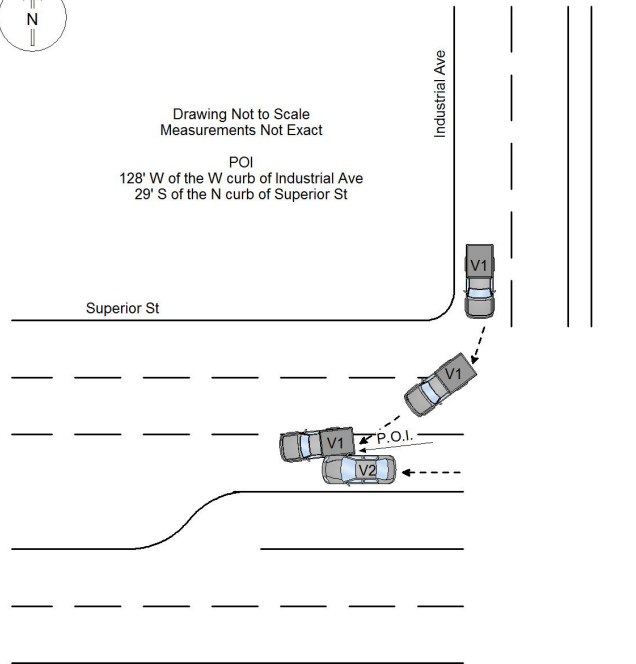 N
Industrial Ave
Drawing Not to Scale
Measurements Not Exact
POI
128' W of the W curb of Industrial Ave
29' S of the N curb of Superior St
V1
Superior St
V1
V1
P.O.I.
V2